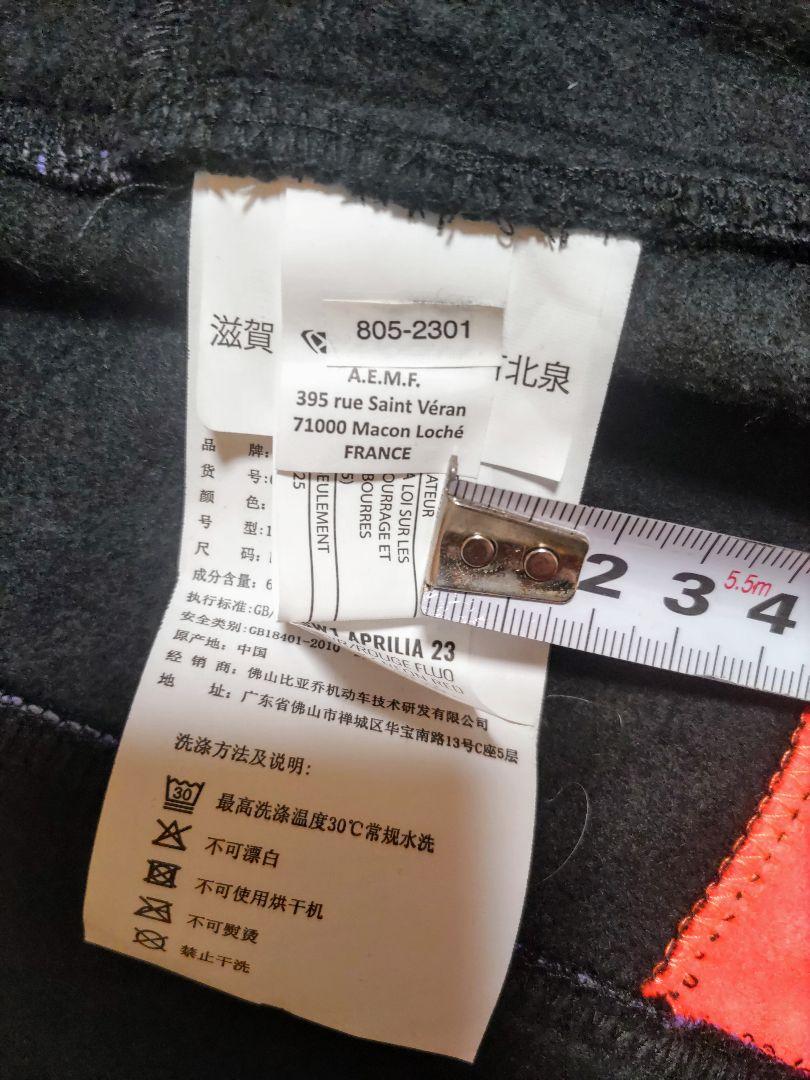 滋賀
北泉
805-2301
A.E.M.F.
395 rue Saint Véran
71000 Macon Loché
FRANCE
ATEUR
A LOI SUR LES
OURRAGE ET
BOURRES
EULEMENT
25
品 牌:
货 号:
颜 色:
号 型:1
尺 码:
成分含量: 6
执行标准:GB/
安全类别:GB18401-2010
原产地: 中国
经 销 商: 佛山比亚乔机动车技术研发有限公司
地 址: 广东省佛山市禅城区华宝南路13号C座5层
APRILIA 23
/ROUGE FLUO
RED
洗涤方法及说明:
30
最高洗涤温度30℃常规水洗
不可漂白
不可使用烘干机
不可熨烫
禁止干洗
2 3 5.5m 4